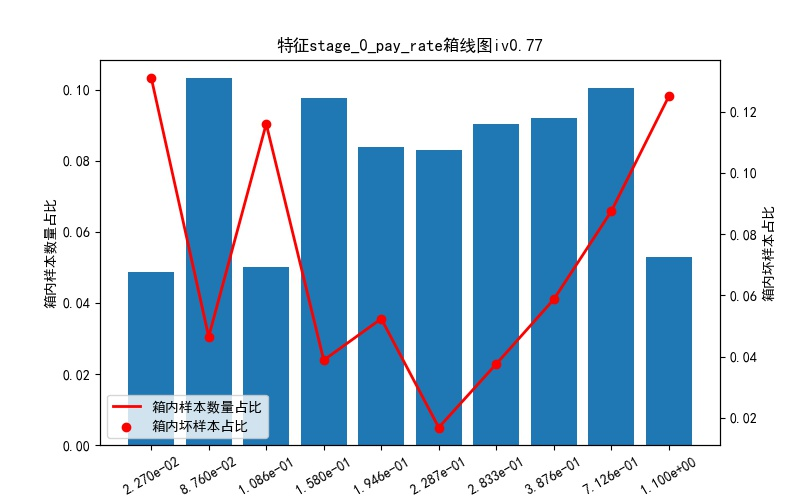 特征stage_0_pay_rate箱线图iv0.77
0.10
0.08
0.06
0.04
0.02
0.00
箱内样本数量占比
0.12
0.10
0.08
0.06
0.04
0.02
箱内坏样本占比
箱内样本数量占比
箱内坏样本占比
2.270e-02
8.760e-02
1.086e-01
1.580e-01
1.946e-01
2.287e-01
2.833e-01
3.876e-01
7.126e-01
1.100e+00